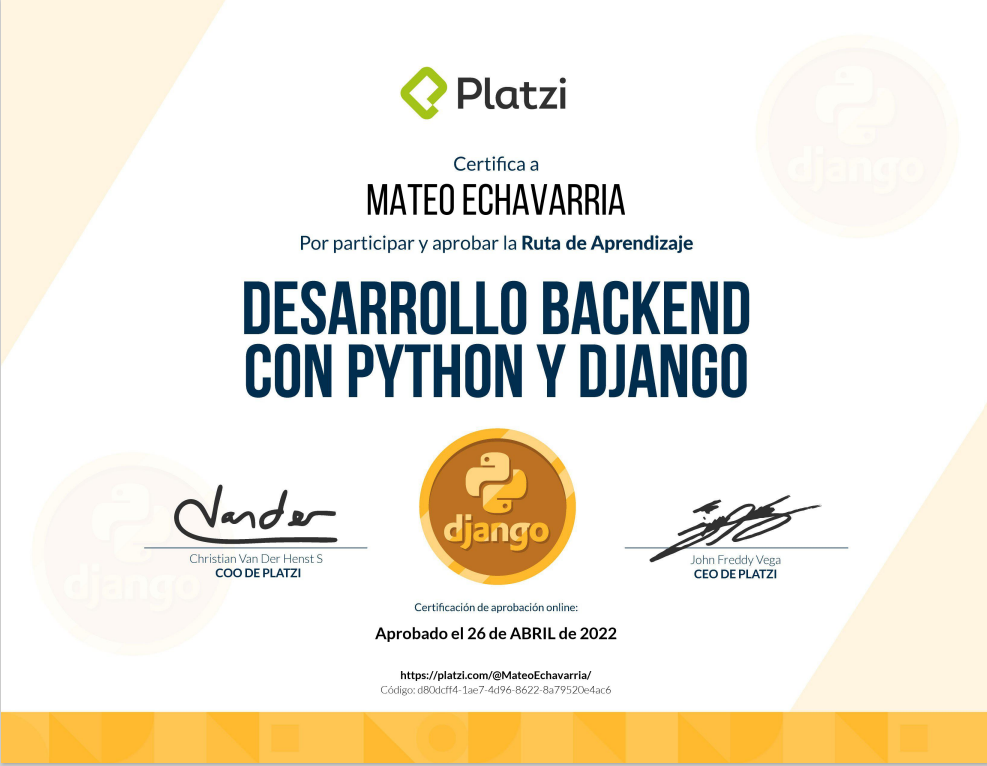 Platzi
django
Certifica a
MATEO ECHAVARRIA
Por participar y aprobar la Ruta de Aprendizaje
DESARROLLO BACKEND
CON PYTHON Y DJANGO
django
Vander
Christian Van Der Henst S
COO DE PLATZI
django
John Freddy Vega
CEO DE PLATZI
Certificación de aprobación online:
Aprobado el 26 de ABRIL de 2022
https://platzi.com/@MateoEchavarria/
Código: d80dcff4-1ae7-4d96-8622-8a79520e4ac6